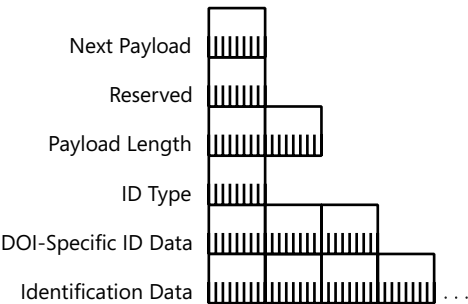 Next Payload
Reserved
Payload Length
ID Type
DOI-Specific ID Data
Identification Data ...